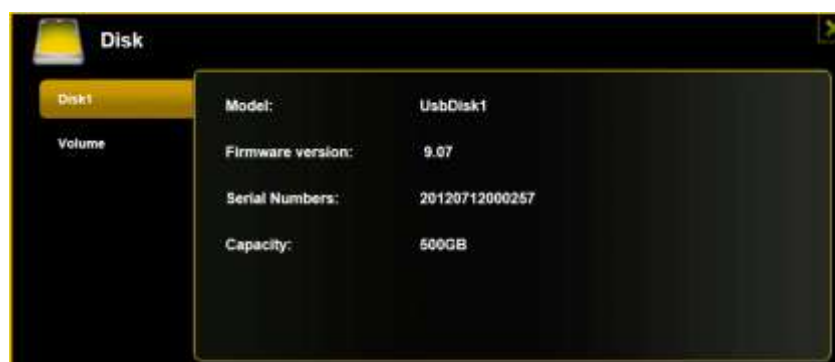 Disk
Disk1
Volume
Model: UsbDisk1
Firmware version: 9.07
Serial Numbers: 20120712000257
Capacity: 500GB